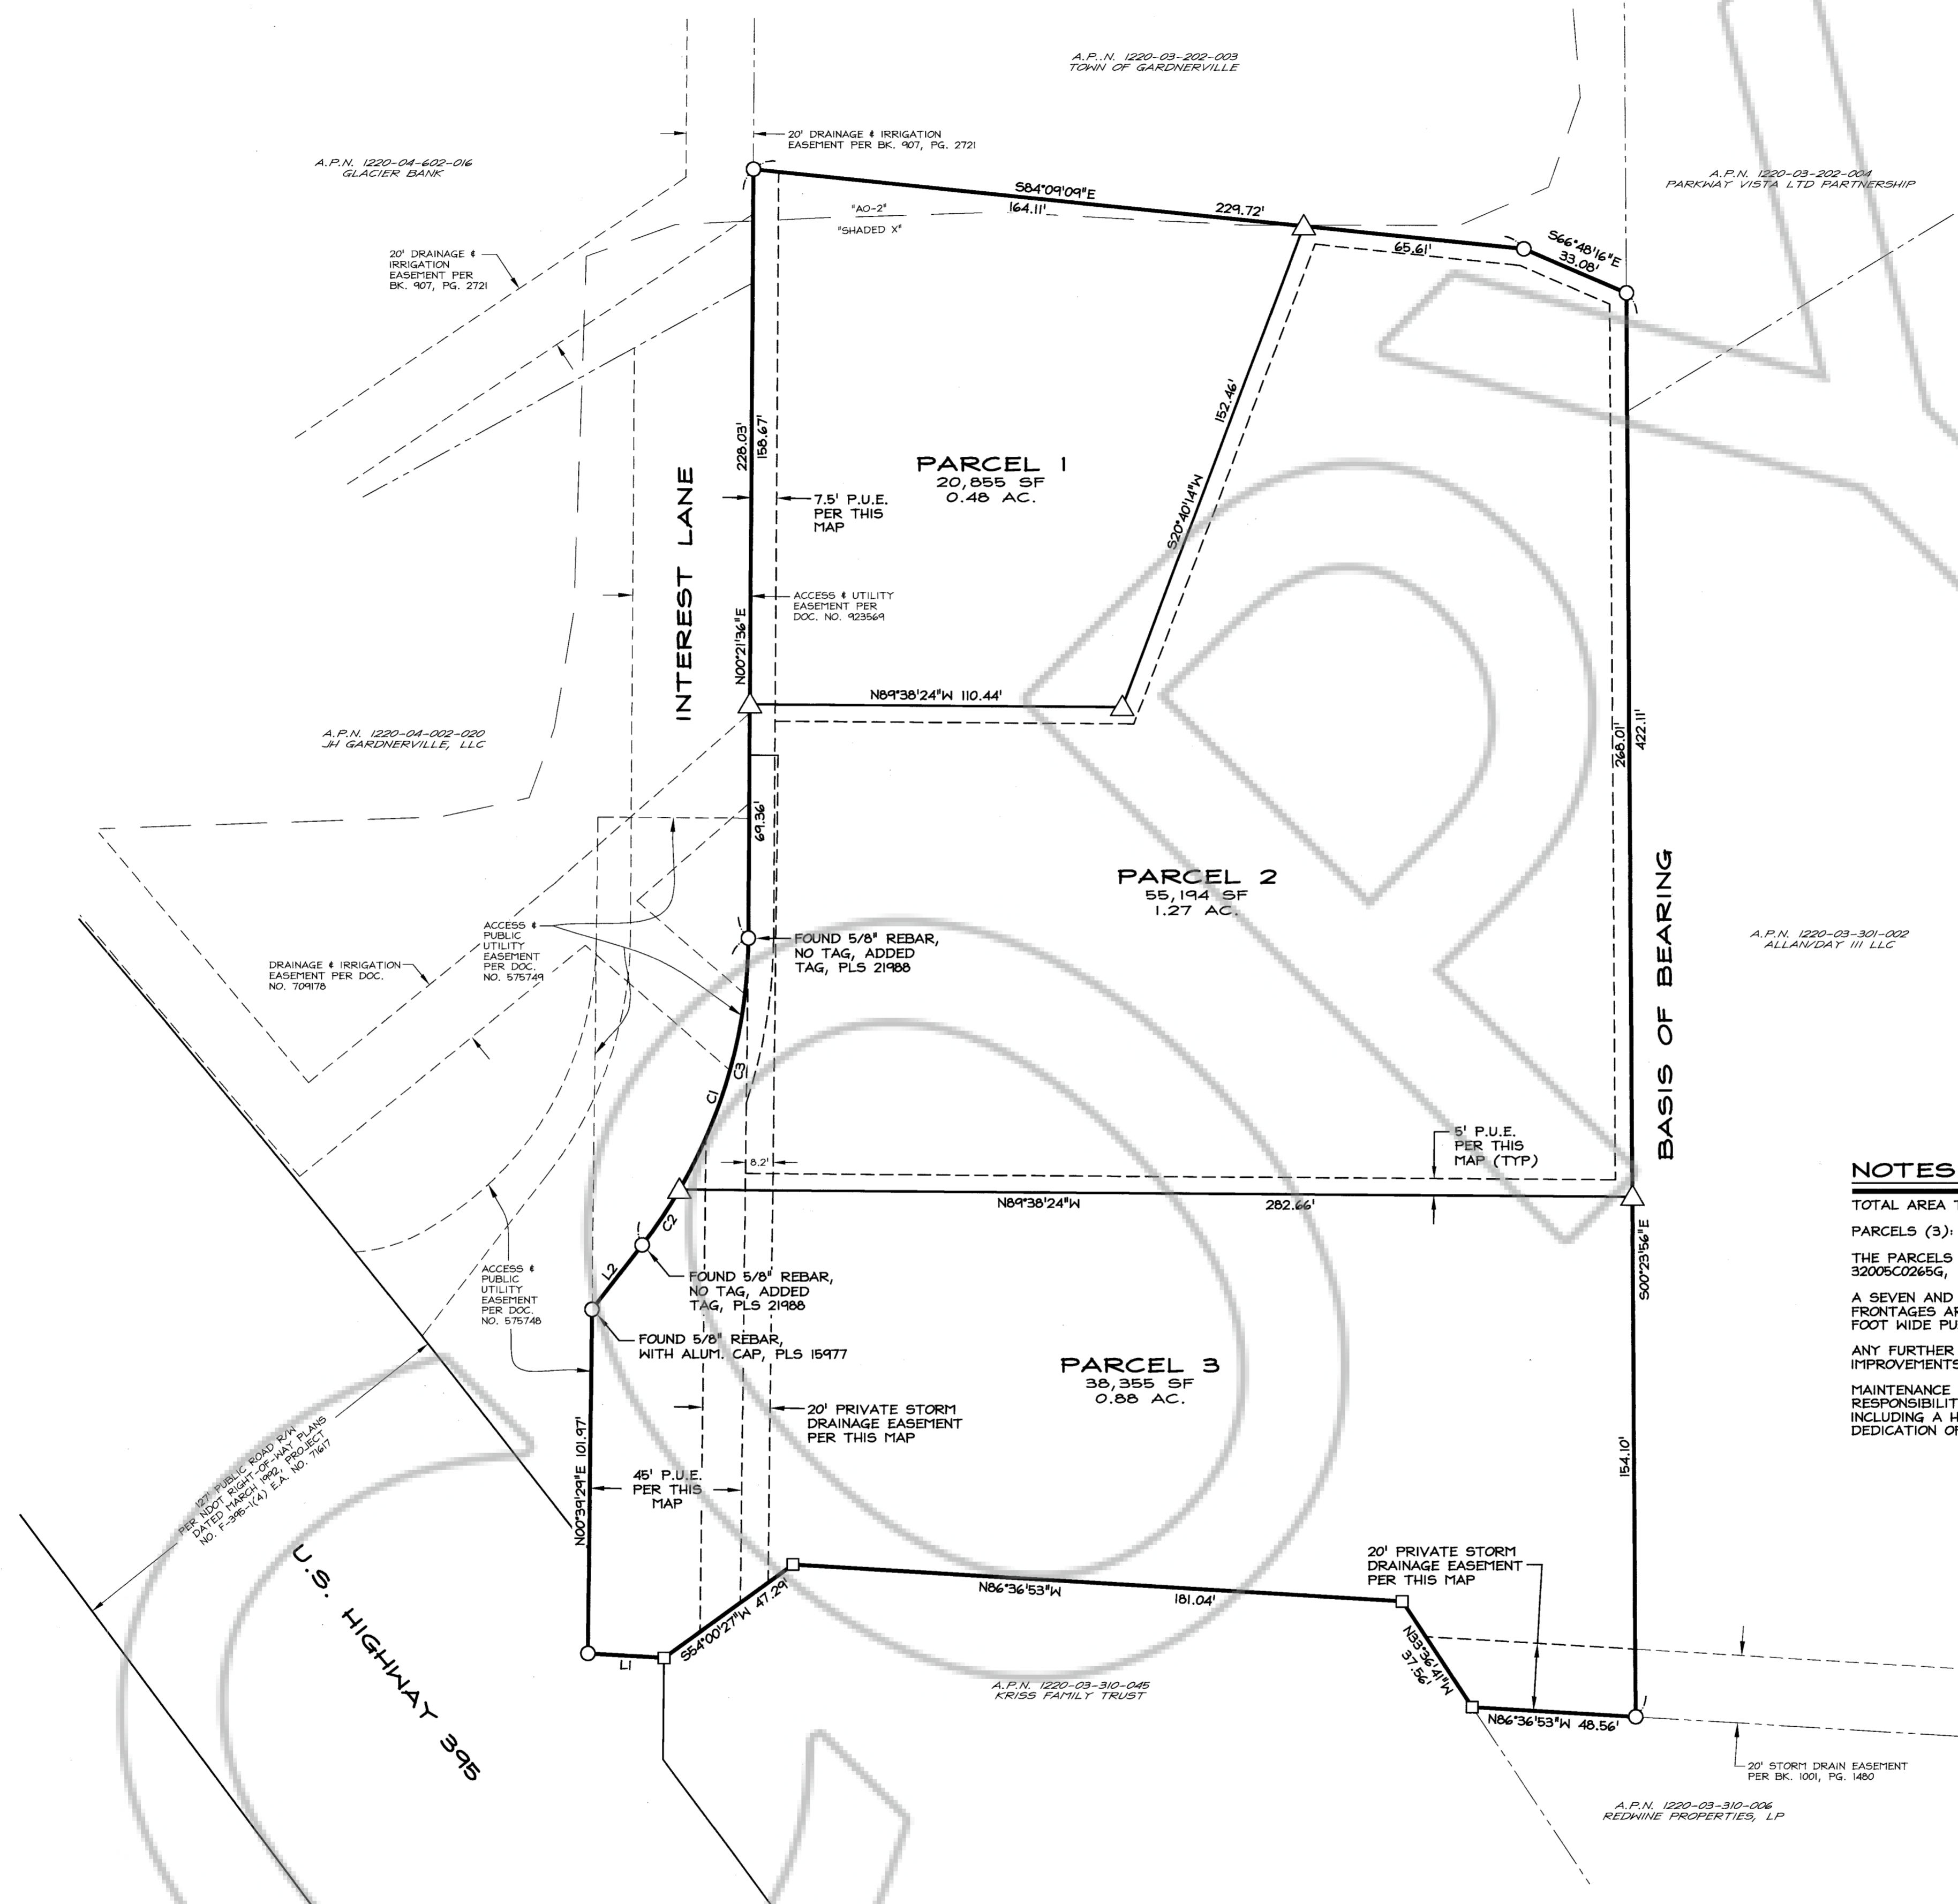 A.P..N. 1220-03-202-003
TOWN OF GARDNERVILLE
20' DRAINAGE & IRRIGATION
EASEMENT PER BK. 907, PG. 2721
A.P.N. 1220-04-602-016
GLACIER BANK
A.P.N. 1220-03-202-004
PARKWAY VISTA LTD PARTNERSHIP
S84°09'09"E
164.11'
229.72'
"AO-2"
"SHADED X"
65.61'
S66°48'16"E
33.08'
20' DRAINAGE &
IRRIGATION
EASEMENT PER
BK. 907, PG. 2721
228.03'
158.67'
152.46'
S20°40'14"W
PARCEL 1
20,855 SF
0.48 AC.
7.5' P.U.E.
PER THIS
MAP
INTEREST LANE
ACCESS & UTILITY
EASEMENT PER
DOC. NO. 923569
N00°21'36"E
N89°38'24"W 110.44'
A.P.N. 1220-04-002-020
JH GARDNERVILLE, LLC
268.01'
422.11'
69.36'
PARCEL 2
55,194 SF
1.27 AC.
BASIS OF BEARING
ACCESS &
PUBLIC
UTILITY
EASEMENT
PER DOC.
NO. 575749
FOUND 5/8" REBAR,
NO TAG, ADDED
TAG, PLS 21988
A.P.N. 1220-03-301-002
ALLAN/DAY III LLC
DRAINAGE & IRRIGATION
EASEMENT PER DOC.
NO. 709178
C3
C1
5' P.U.E.
PER THIS
MAP (TYP)
8.2'
N89°38'24"W
282.66'
C2
L2
S00°23'56"E
NOTES
TOTAL AREA T
PARCELS (3):
THE PARCELS
32005C0265G,
A SEVEN AND
FRONTAGES AR
FOOT WIDE PU
ANY FURTHER
IMPROVEMENTS
MAINTENANCE
RESPONSIBILIT
INCLUDING A H
DEDICATION OF
ACCESS &
PUBLIC
UTILITY
EASEMENT
PER DOC.
NO. 575748
FOUND 5/8" REBAR,
NO TAG, ADDED
TAG, PLS 21988
FOUND 5/8" REBAR,
WITH ALUM. CAP, PLS 15977
PARCEL 3
38,355 SF
0.88 AC.
20' PRIVATE STORM
DRAINAGE EASEMENT
PER THIS MAP
127' PUBLIC ROAD R/W
PER NDOT RIGHT-OF-WAY PLANS
DATED MARCH 1992, PROJECT
NO. F-395-1(4) E.A. NO. 71617
N00°39'29"E 101.97'
45' P.U.E.
PER THIS
MAP
154.10'
U.S. HIGHWAY 395
20' PRIVATE STORM
DRAINAGE EASEMENT
PER THIS MAP
N86°36'53"W
181.04'
S54°00'27"W 47.29'
L1
N33°36'41"W
37.56'
A.P.N. 1220-03-310-045
KRISS FAMILY TRUST
N86°36'53"W 48.56'
20' STORM DRAIN EASEMENT
PER BK. 1001, PG. 1480
A.P.N. 1220-03-310-006
REDWINE PROPERTIES, LP